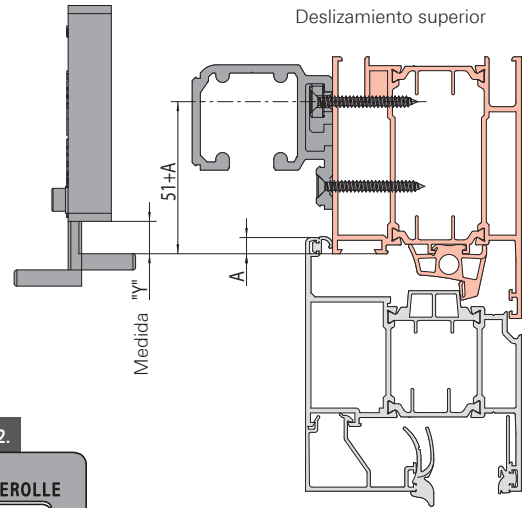 Deslizamiento superior
51+A
A
Medida "Y"
2.
EROLLE